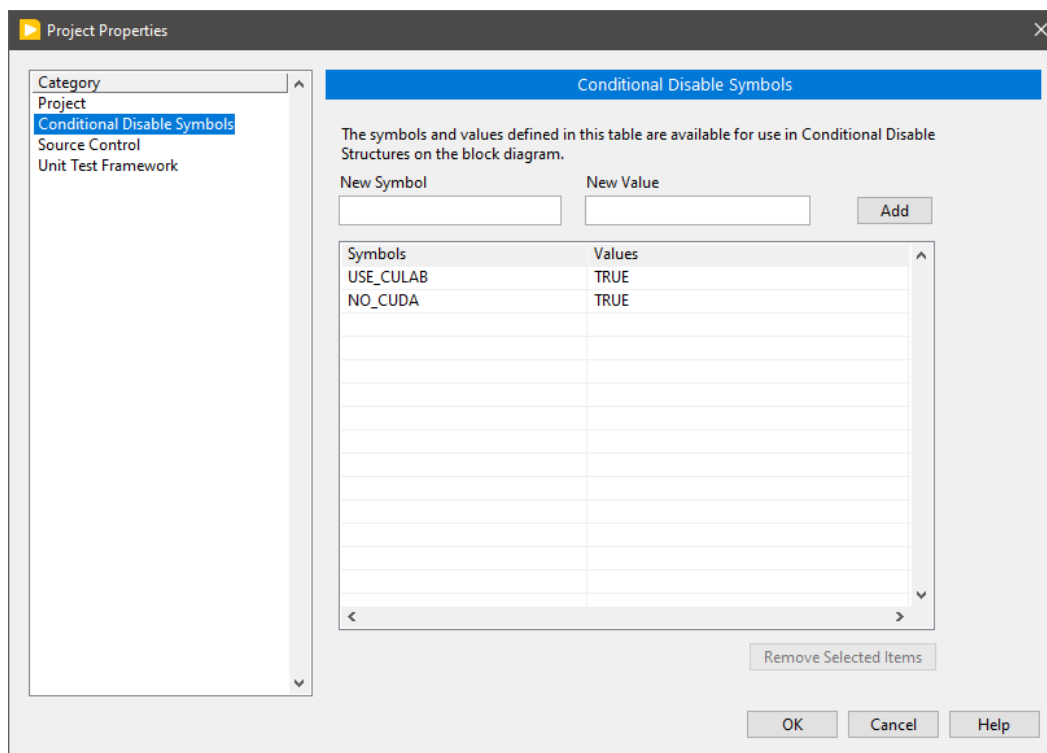 Project Properties
Category
Project
Conditional Disable Symbols
Source Control
Unit Test Framework
Conditional Disable Symbols
The symbols and values defined in this table are available for use in Conditional Disable
Structures on the block diagram.
New Symbol New Value
Add
Symbols Values
USE_CULAB TRUE
NO_CUDA TRUE
Remove Selected Items
OK Cancel Help